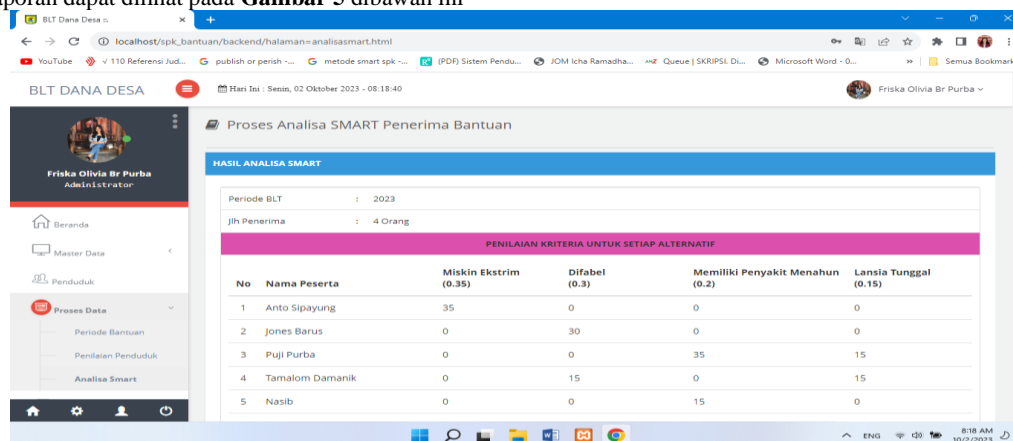 aporan dapat dilihat pada Gambar 5 dibawah ini
BLT Dana Desa ::. × +
localhost/spk_bantuan/backend/halaman=analisasmart.html
YouTube √ 110 Referensi Jud... publish or perish -... metode smart spk -... (PDF) Sistem Pendu... JOM Icha Ramadha... Queue | SKRIPSI. Di... Microsoft Word - 0... » Semua Bookmark
BLT DANA DESA Hari Ini : Senin, 02 Oktober 2023 - 08:18:40 Friska Olivia Br Purba
Proses Analisa SMART Penerima Bantuan
Friska Olivia Br Purba
Administrator
Beranda
Master Data
Penduduk
Proses Data
Periode Bantuan
Penilaian Penduduk
Analisa Smart
HASIL ANALISA SMART
Periode BLT : 2023
Jlh Penerima : 4 Orang
PENILAIAN KRITERIA UNTUK SETIAP ALTERNATIF
No Nama Peserta Miskin Ekstrim (0.35) Difabel (0.3) Memiliki Penyakit Menahun (0.2) Lansia Tunggal (0.15)
1 Anto Sipayung 35 0 0 0
2 Jones Barus 0 30 0 0
3 Puji Purba 0 0 35 15
4 Tamalom Damanik 0 15 0 15
5 Nasib 0 0 15 0
ENG 8:18 AM
10/2/2023